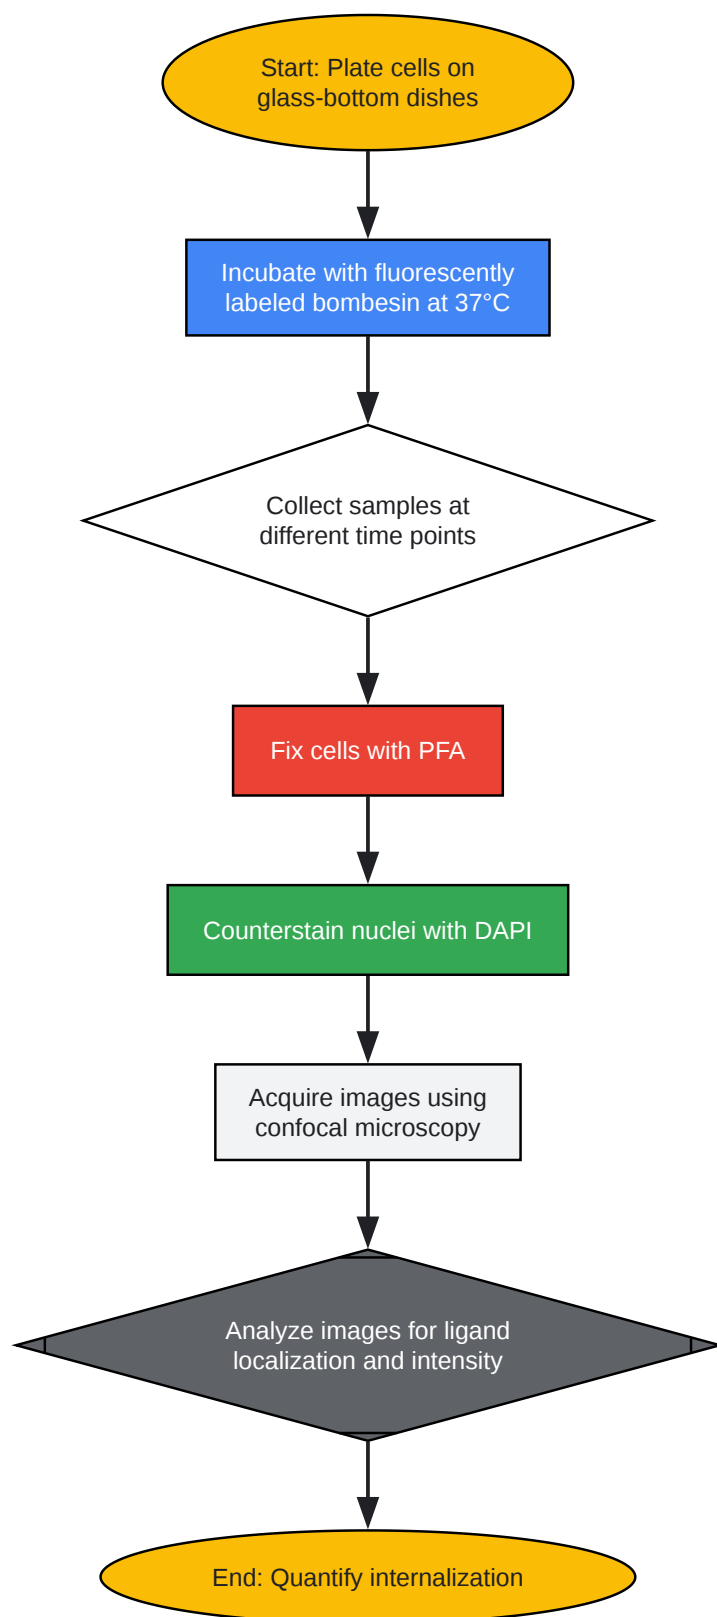 Start: Plate cells on
glass-bottom dishes
Incubate with fluorescently
labeled bombesin at 37°C
Collect samples at
different time points
Fix cells with PFA
Counterstain nuclei with DAPI
Acquire images using
confocal microscopy
Analyze images for ligand
localization and intensity
End: Quantify internalization